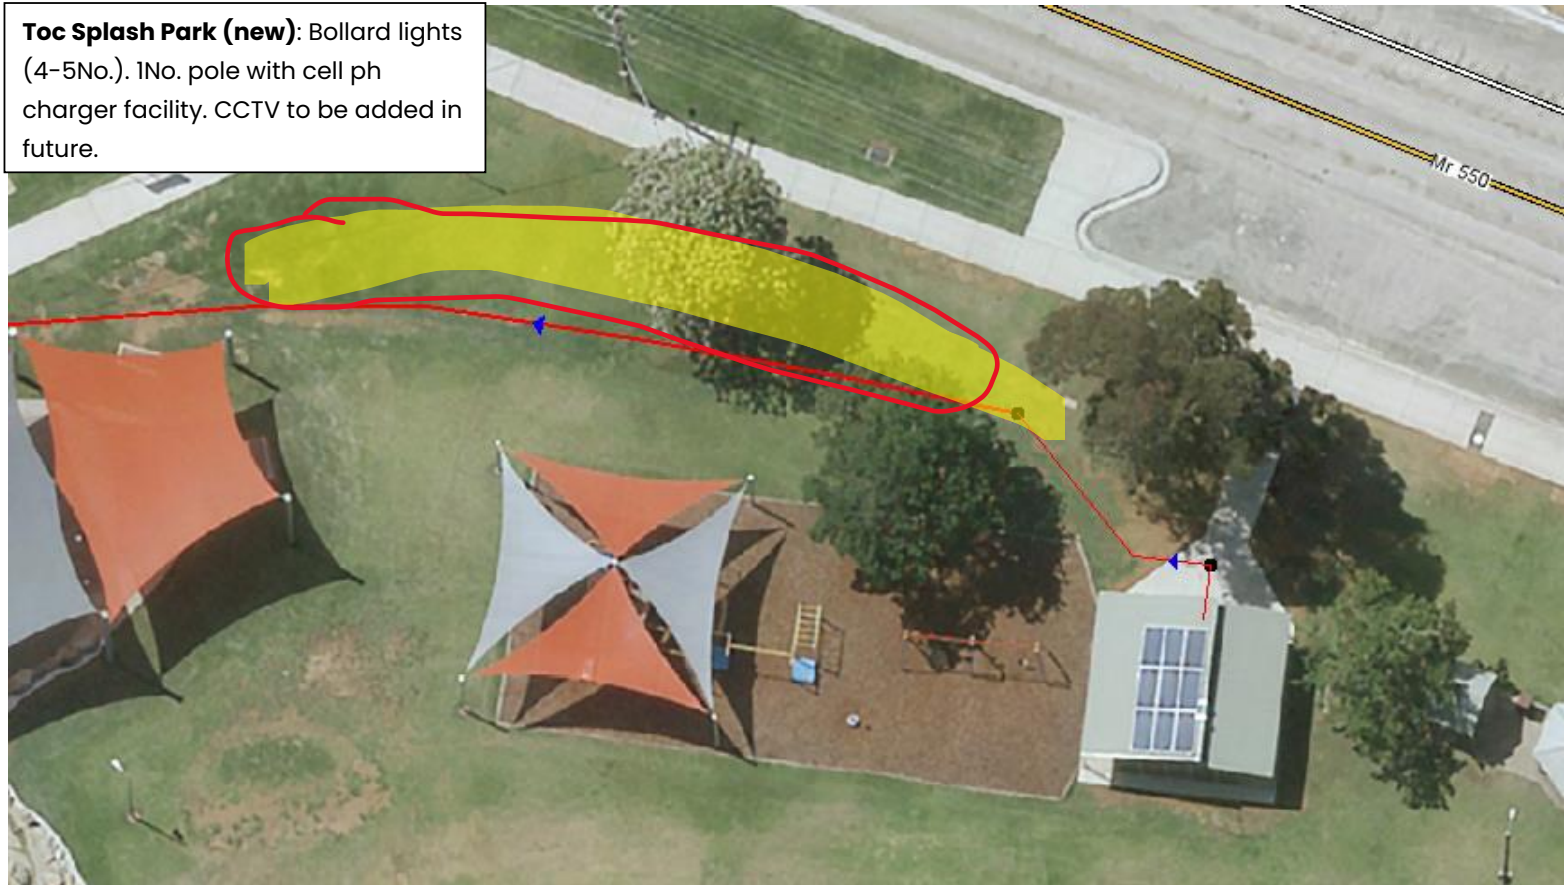 Toc Splash Park (new): Bollard lights
(4-5No.). 1No. pole with cell ph
charger facility. CCTV to be added in
future.
Mr 550